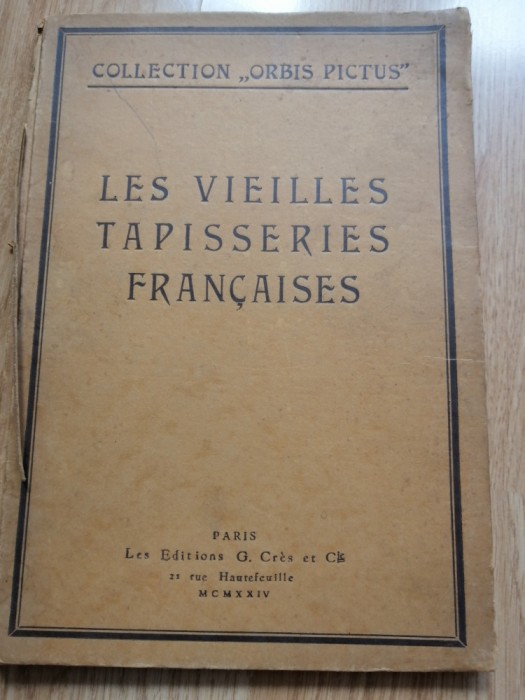 COLLECTION „ORBIS PICTUS"
LES VIEILLES
TAPISSERIES
FRANÇAISES
PARIS
Les Editions G. Crès et Cie
21 rue Hautefeuille
MCMXXIV